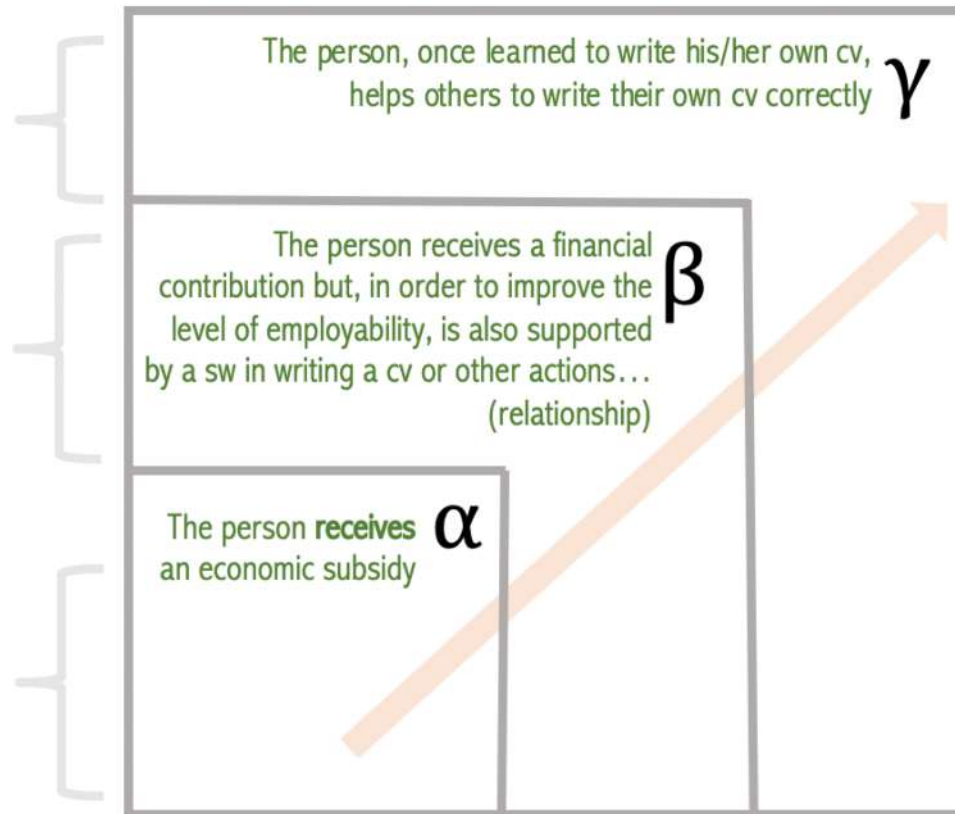 The person, once learned to write his/her own cv,
helps others to write their own cv correctly
γ
The person receives a financial
contribution but, in order to improve the
level of employability, is also supported
by a sw in writing a cv or other actions…
(relationship)
β
The person receives
an economic subsidy
α